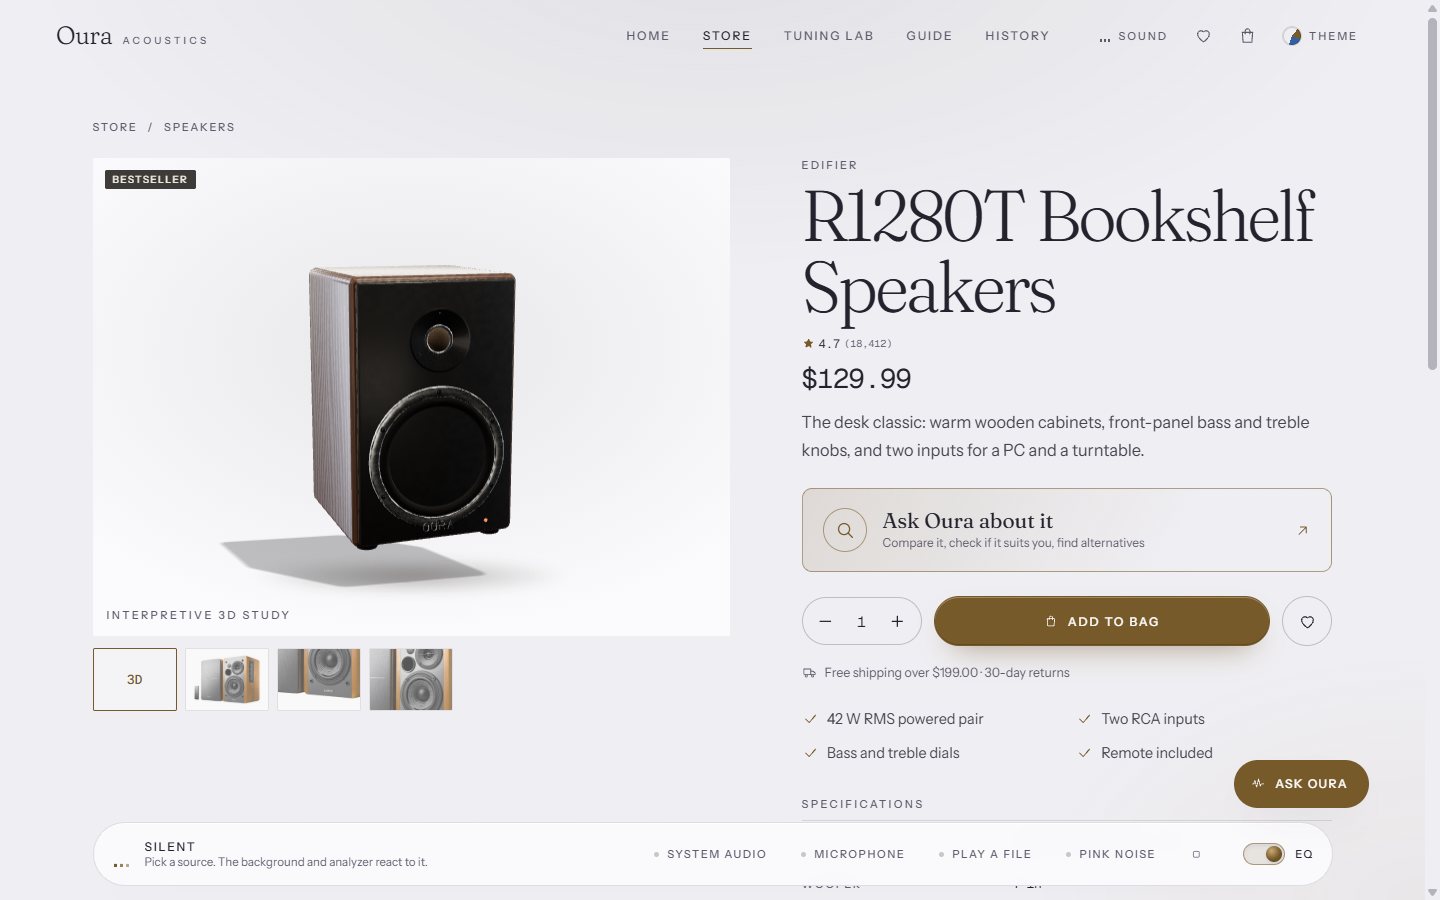 Oura ACOUSTICS
HOME STORE TUNING LAB GUIDE HISTORY SOUND THEME
STORE / SPEAKERS
BESTSELLER
OURA
INTERPRETIVE 3D STUDY
3D
EDIFIER
R1280T Bookshelf
Speakers
4.7 (18,412)
$129.99
The desk classic: warm wooden cabinets, front-panel bass and treble
knobs, and two inputs for a PC and a turntable.
Ask Oura about it
Compare it, check if it suits you, find alternatives
1
ADD TO BAG
Free shipping over $199.00 · 30-day returns
42 W RMS powered pair
Two RCA inputs
Bass and treble dials
Remote included
ASK OURA
SPECIFICATIONS
SILENT
Pick a source. The background and analyzer react to it.
SYSTEM AUDIO MICROPHONE PLAY A FILE PINK NOISE EQ